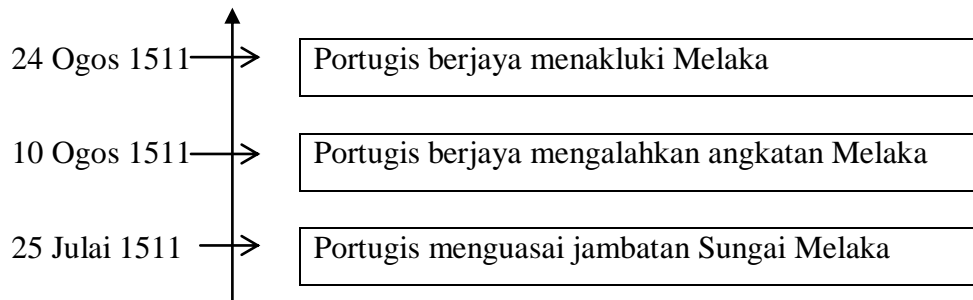 24 Ogos 1511 Portugis berjaya menakluki Melaka
10 Ogos 1511 Portugis berjaya mengalahkan angkatan Melaka
25 Julai 1511 Portugis menguasai jambatan Sungai Melaka